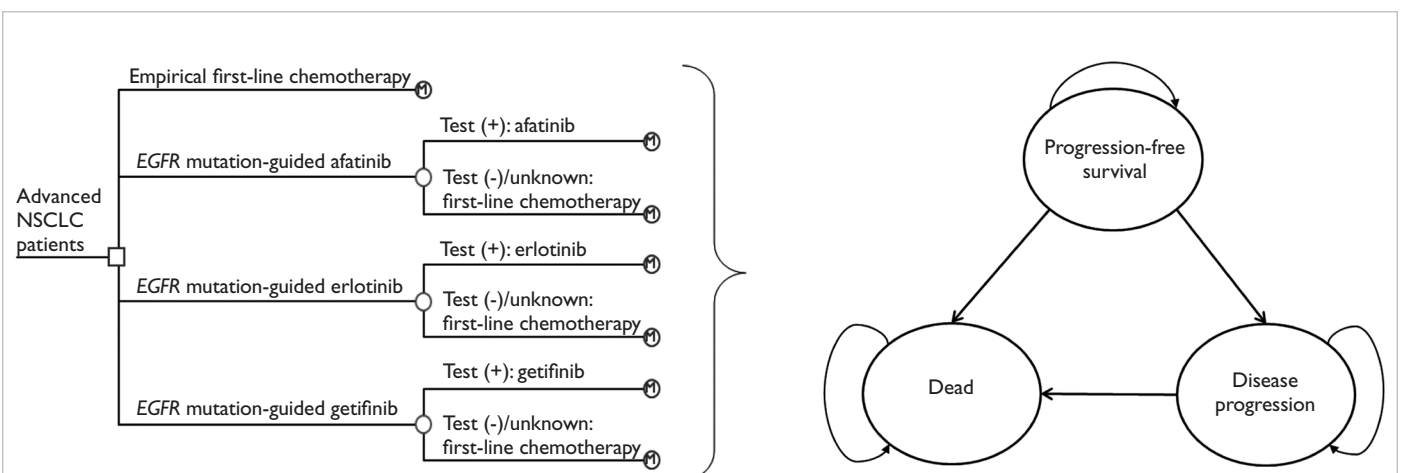 Empirical first-line chemotherapy
M
Test (+): afatinib
M
EGFR mutation-guided afatinib
Test (-)/unknown:
first-line chemotherapy
M
Advanced
NSCLC
patients
Test (+): erlotinib
M
EGFR mutation-guided erlotinib
Test (-)/unknown:
first-line chemotherapy
M
Test (+): getifinib
M
EGFR mutation-guided getifinib
Test (-)/unknown:
first-line chemotherapy
M
Progression-free
survival
Dead
Disease
progression